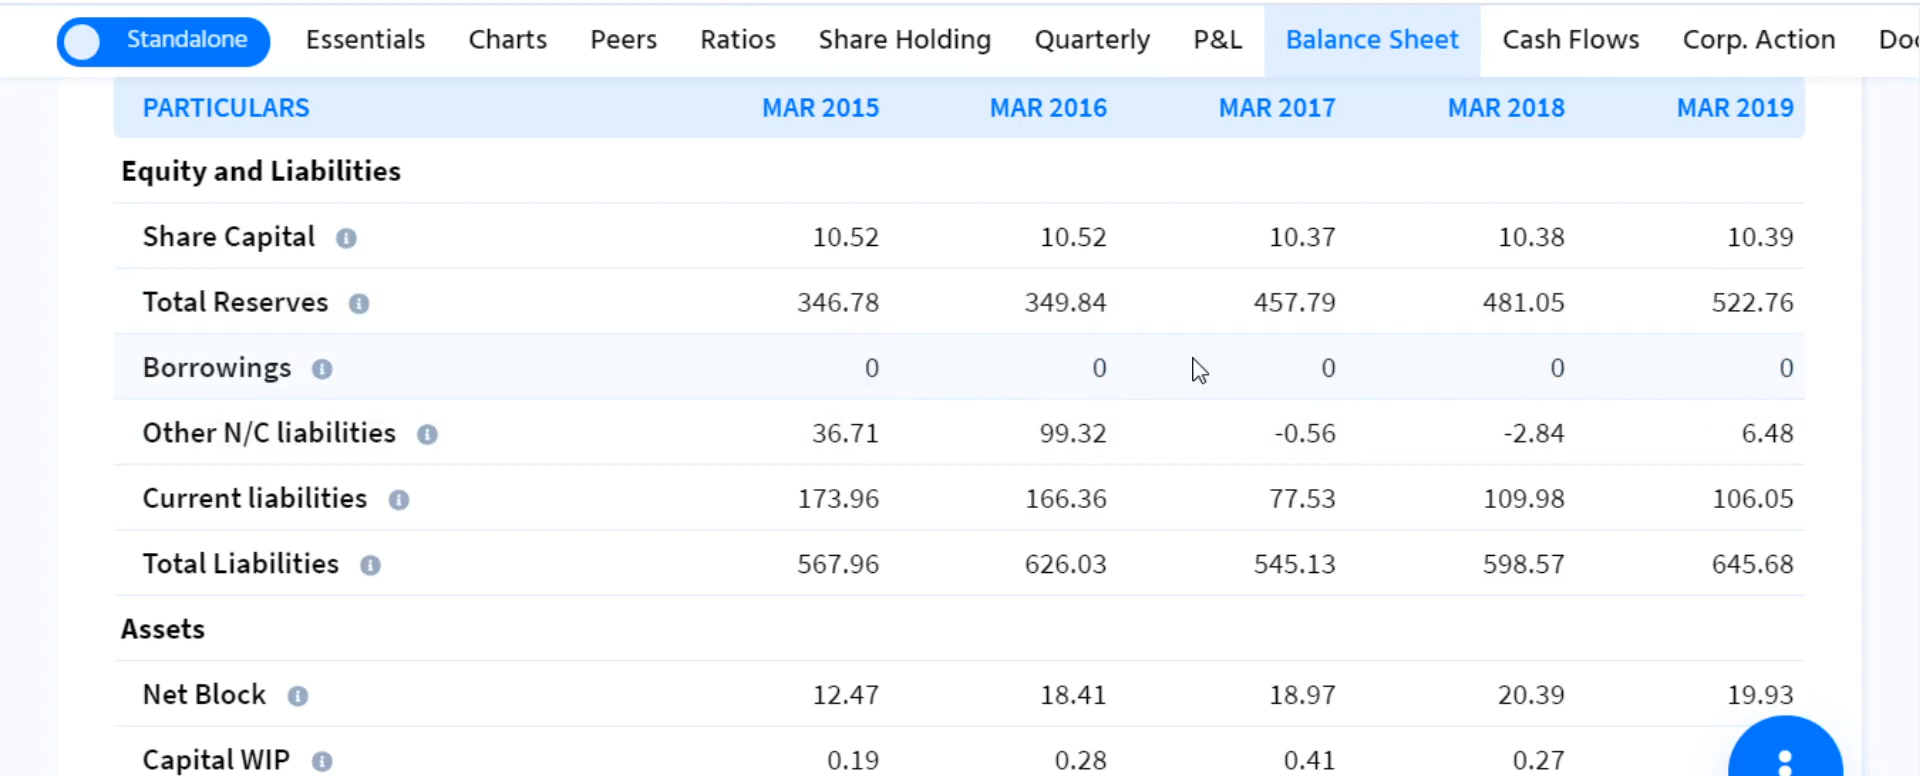 Standalone Essentials Charts Peers Ratios Share Holding Quarterly P&L Balance Sheet Cash Flows Corp. Action
PARTICULARS MAR 2015 MAR 2016 MAR 2017 MAR 2018 MAR 2019
Equity and Liabilities
Share Capital 10.52 10.52 10.37 10.38 10.39
Total Reserves 346.78 349.84 457.79 481.05 522.76
Borrowings 0 0 0 0 0
Other N/C liabilities 36.71 99.32 -0.56 -2.84 6.48
Current liabilities 173.96 166.36 77.53 109.98 106.05
Total Liabilities 567.96 626.03 545.13 598.57 645.68
Assets
Net Block 12.47 18.41 18.97 20.39 19.93
Capital WIP 0.19 0.28 0.41 0.27